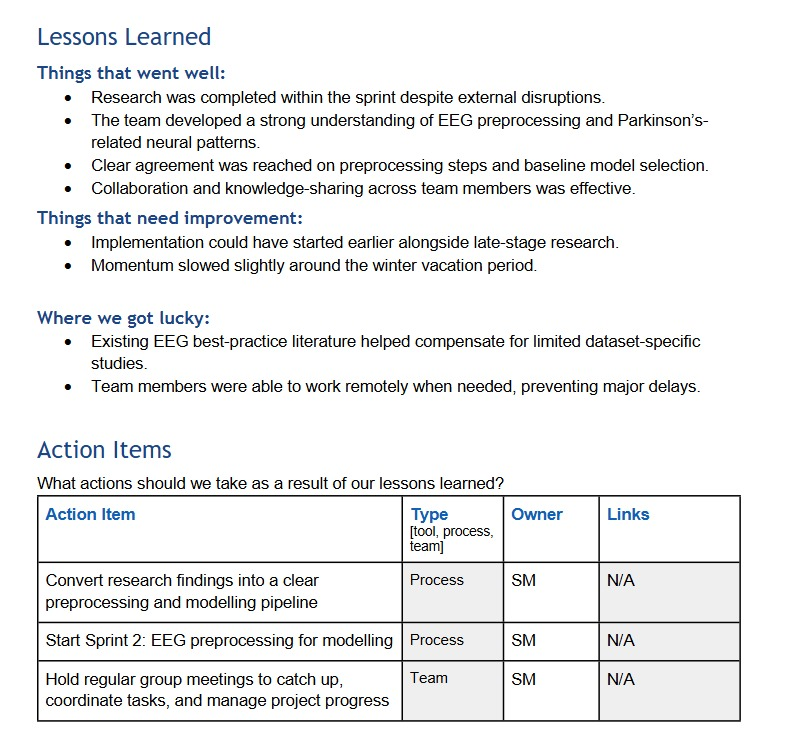 Lessons Learned
Things that went well:
• Research was completed within the sprint despite external disruptions.
• The team developed a strong understanding of EEG preprocessing and Parkinson's-
related neural patterns.
• Clear agreement was reached on preprocessing steps and baseline model selection.
• Collaboration and knowledge-sharing across team members was effective.
Things that need improvement:
• Implementation could have started earlier alongside late-stage research.
• Momentum slowed slightly around the winter vacation period.
Where we got lucky:
• Existing EEG best-practice literature helped compensate for limited dataset-specific
studies.
• Team members were able to work remotely when needed, preventing major delays.
Action Items
What actions should we take as a result of our lessons learned?
Action Item Type Owner Links
[tool, process,
team]
Convert research findings into a clear Process SM N/A
preprocessing and modelling pipeline
Start Sprint 2: EEG preprocessing for modelling Process SM N/A
Hold regular group meetings to catch up, Team SM N/A
coordinate tasks, and manage project progress